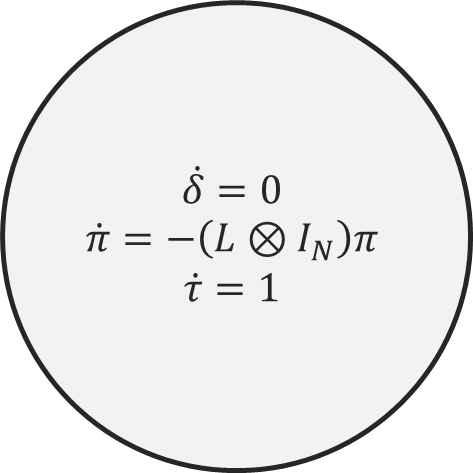 δ̇ = 0
π̇ = −(L ⊗ I_N)π
τ̇ = 1